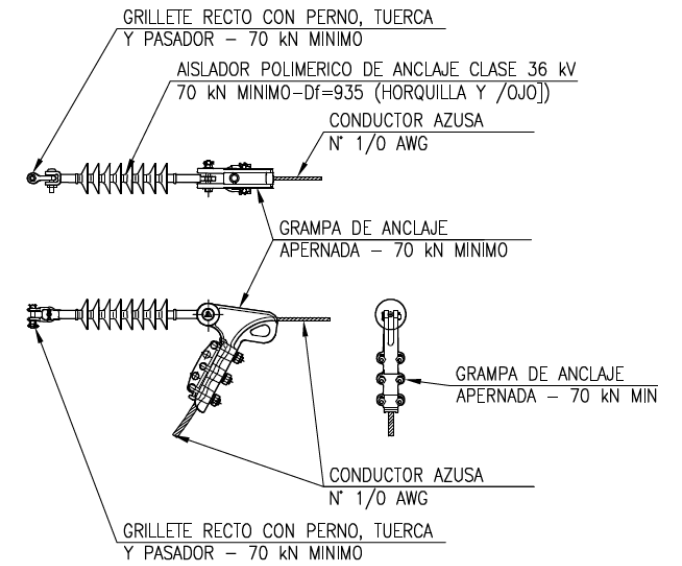 GRILLETE RECTO CON PERNO, TUERCA
Y PASADOR – 70 kN MINIMO
AISLADOR POLIMERICO DE ANCLAJE CLASE 36 kV
70 kN MINIMO–Df=935 (HORQUILLA Y /OJO])
CONDUCTOR AZUSA
N° 1/0 AWG
GRAMPA DE ANCLAJE
APERNADA – 70 kN MINIMO
GRAMPA DE ANCLAJE
APERNADA – 70 kN MIN
CONDUCTOR AZUSA
N° 1/0 AWG
GRILLETE RECTO CON PERNO, TUERCA
Y PASADOR – 70 kN MINIMO